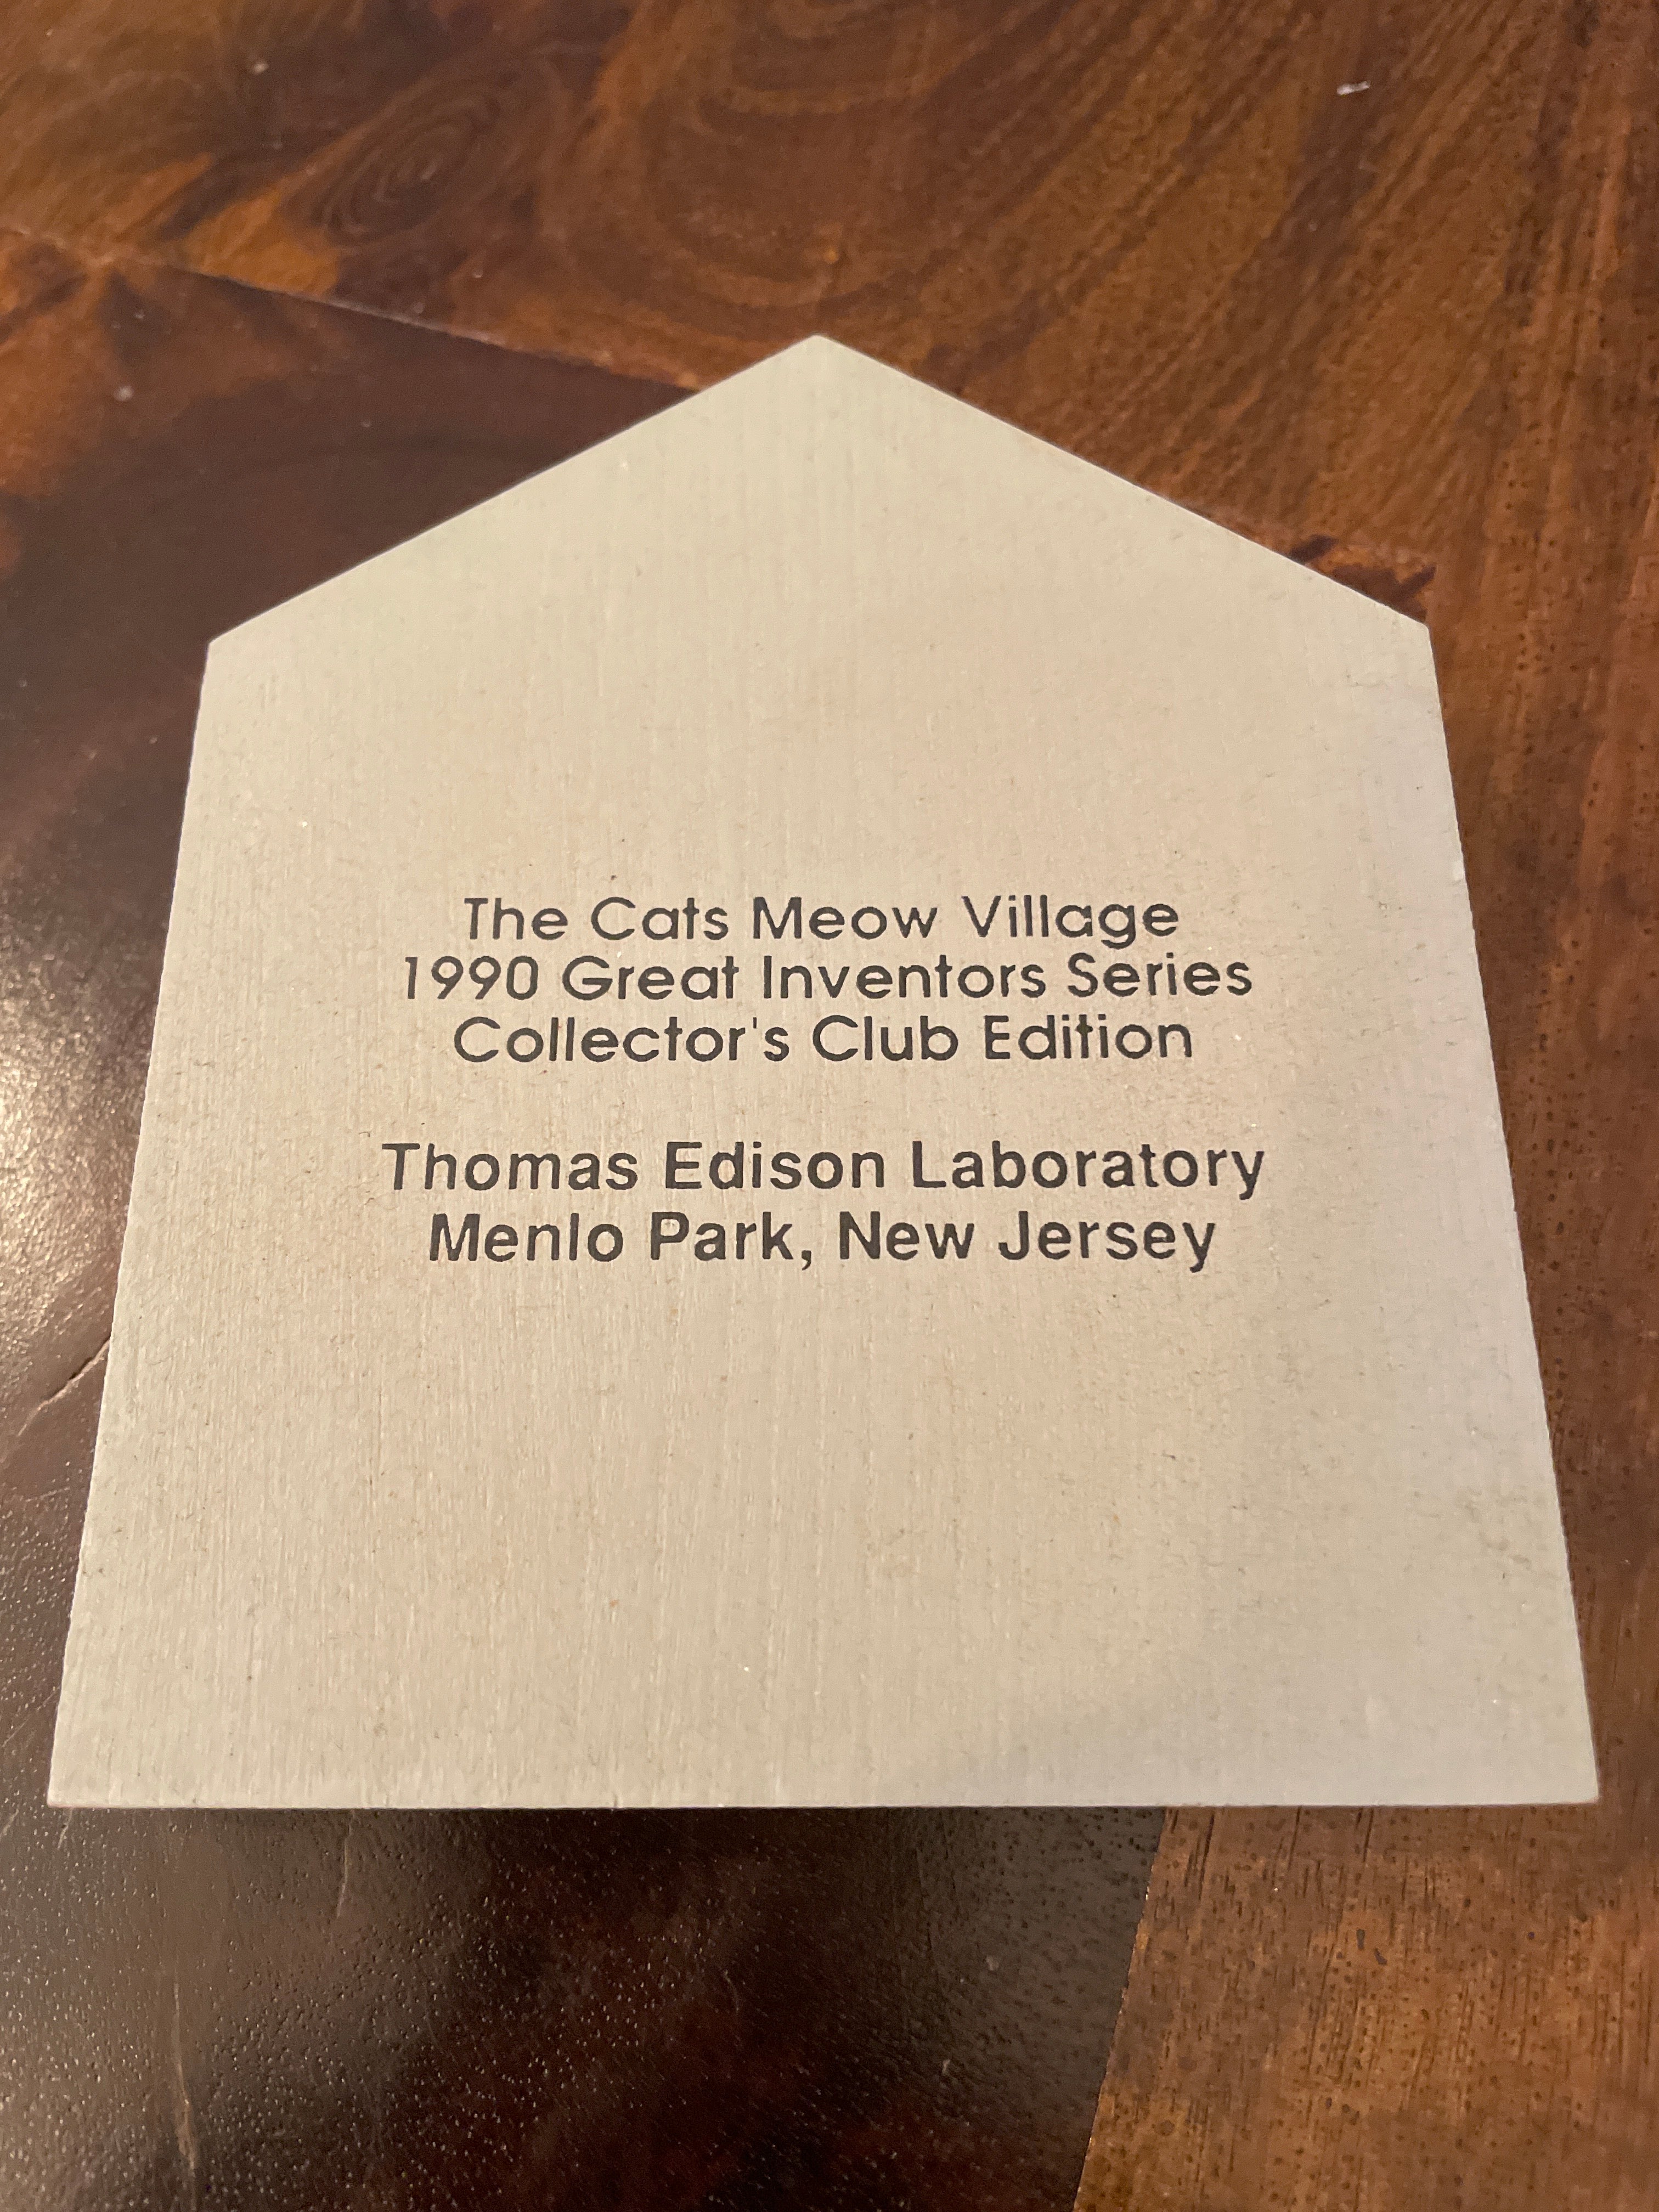 The Cats Meow Village
1990 Great Inventors Series
Collector's Club Edition
Thomas Edison Laboratory
Menlo Park, New Jersey